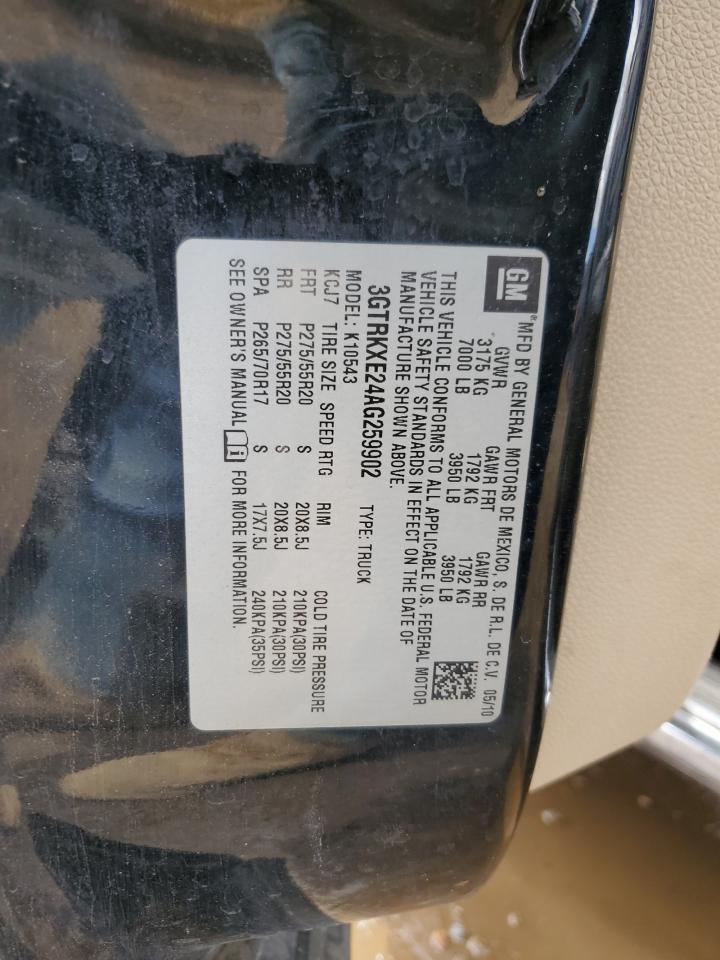 GM ® MFD BY GENERAL MOTORS DE MEXICO, S. DE R.L. DE C.V. 05/10
GVWR GAWR FRT GAWR RR
3175 KG 1792 KG 1792 KG
7000 LB 3950 LB 3950 LB
THIS VEHICLE CONFORMS TO ALL APPLICABLE U.S. FEDERAL MOTOR
VEHICLE SAFETY STANDARDS IN EFFECT ON THE DATE OF
MANUFACTURE SHOWN ABOVE.
3GTRKXE24AG259902 TYPE: TRUCK
MODEL: K10543
KCJ7 TIRE SIZE SPEED RTG RIM COLD TIRE PRESSURE
FRT P275/55R20 S 20X8.5J 210KPA(30PSI)
RR P275/55R20 S 20X8.5J 210KPA(30PSI)
SPA P265/70R17 S 17X7.5J 240KPA(35PSI)
SEE OWNER'S MANUAL i FOR MORE INFORMATION.